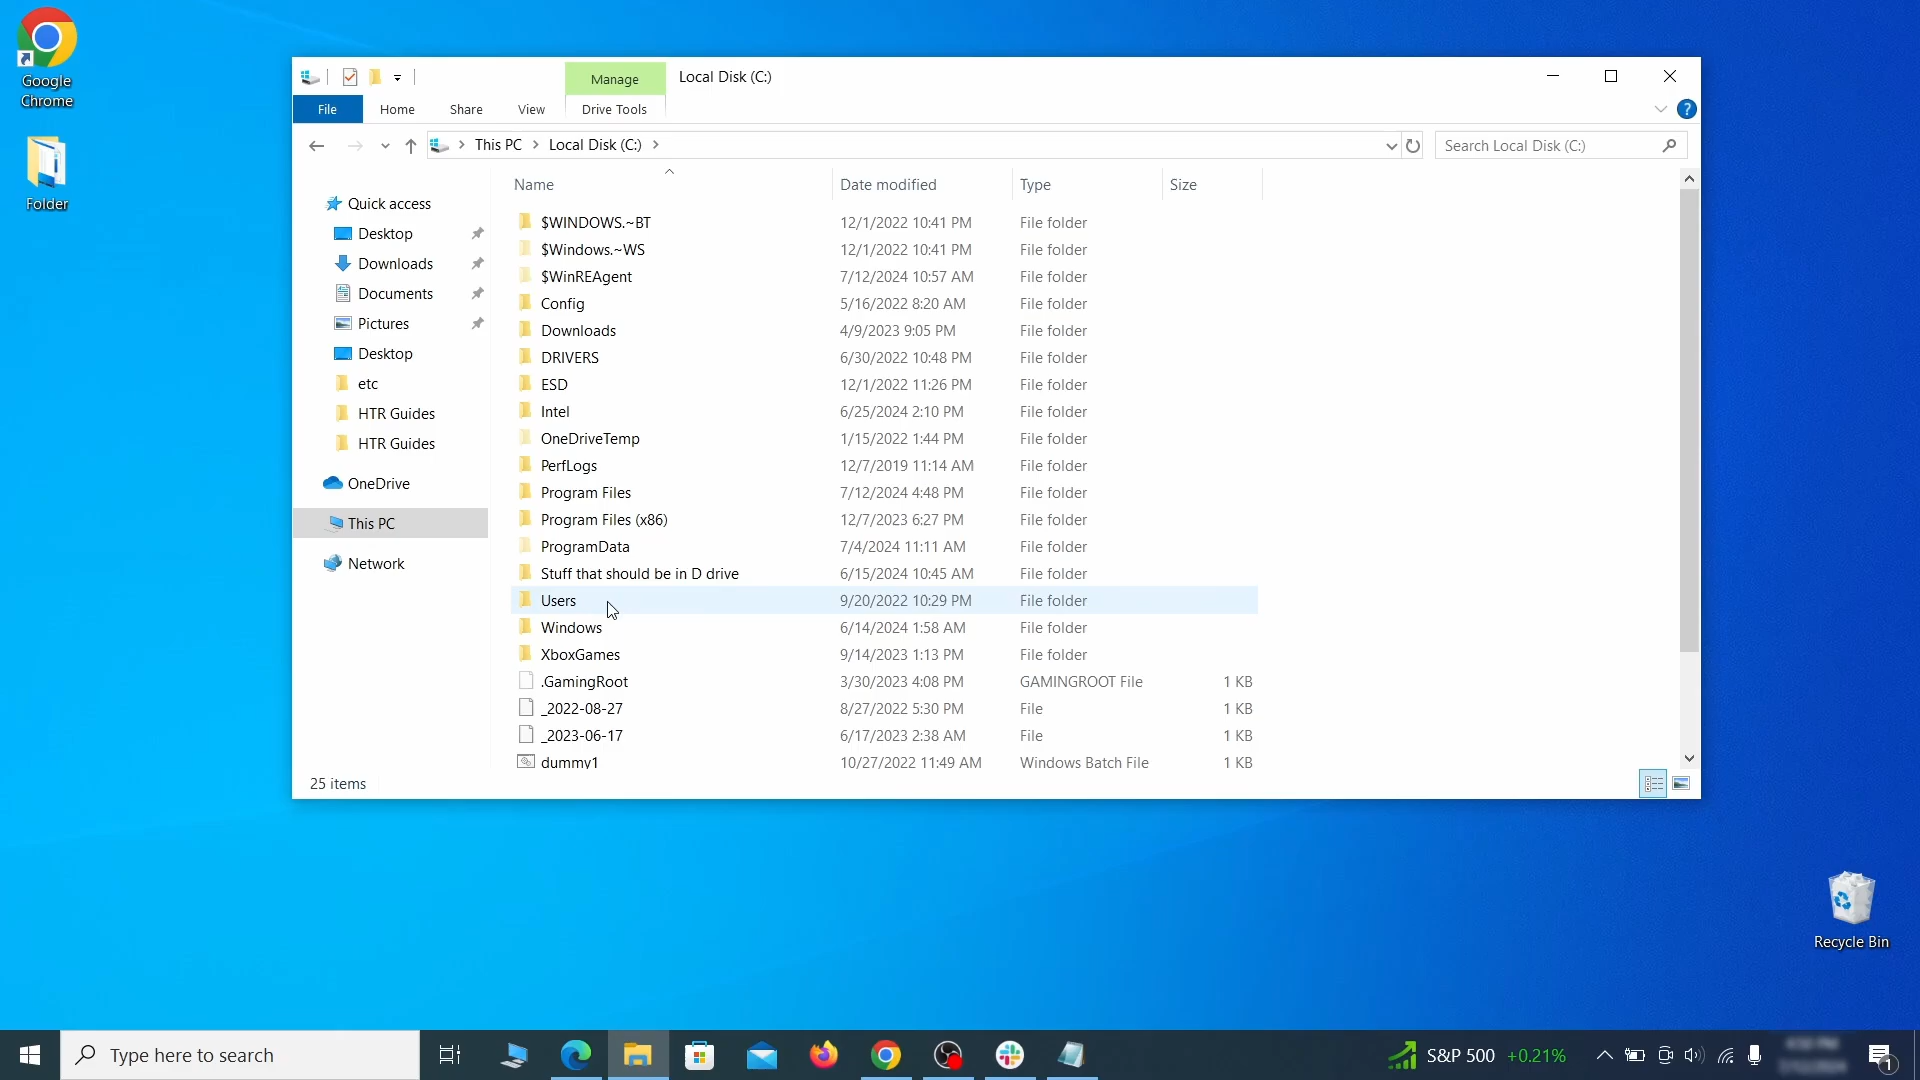 Google
Chrome
Folder
Manage
Local Disk (C:)
File
Home
Share
View
Drive Tools
?
This PC
Local Disk (C:)
Search Local Disk (C:)
Name
Date modified
Type
Size
Quick access
Desktop
Downloads
Documents
Pictures
Desktop
etc
HTR Guides
HTR Guides
OneDrive
This PC
Network
$WINDOWS.~BT 12/1/2022 10:41 PM File folder
$Windows.~WS 12/1/2022 10:41 PM File folder
$WinREAgent 7/12/2024 10:57 AM File folder
Config 5/16/2022 8:20 AM File folder
Downloads 4/9/2023 9:05 PM File folder
DRIVERS 6/30/2022 10:48 PM File folder
ESD 12/1/2022 11:26 PM File folder
Intel 6/25/2024 2:10 PM File folder
OneDriveTemp 1/15/2022 1:44 PM File folder
PerfLogs 12/7/2019 11:14 AM File folder
Program Files 7/12/2024 4:48 PM File folder
Program Files (x86) 12/7/2023 6:27 PM File folder
ProgramData 7/4/2024 11:11 AM File folder
Stuff that should be in D drive 6/15/2024 10:45 AM File folder
Users 9/20/2022 10:29 PM File folder
Windows 6/14/2024 1:58 AM File folder
XboxGames 9/14/2023 1:13 PM File folder
.GamingRoot 3/30/2023 4:08 PM GAMINGROOT File 1 KB
_2022-08-27 8/27/2022 5:30 PM File 1 KB
_2023-06-17 6/17/2023 2:38 AM File 1 KB
dummy1 10/27/2022 11:49 AM Windows Batch File 1 KB
25 items
Recycle Bin
Type here to search
S&P 500 +0.21%
1